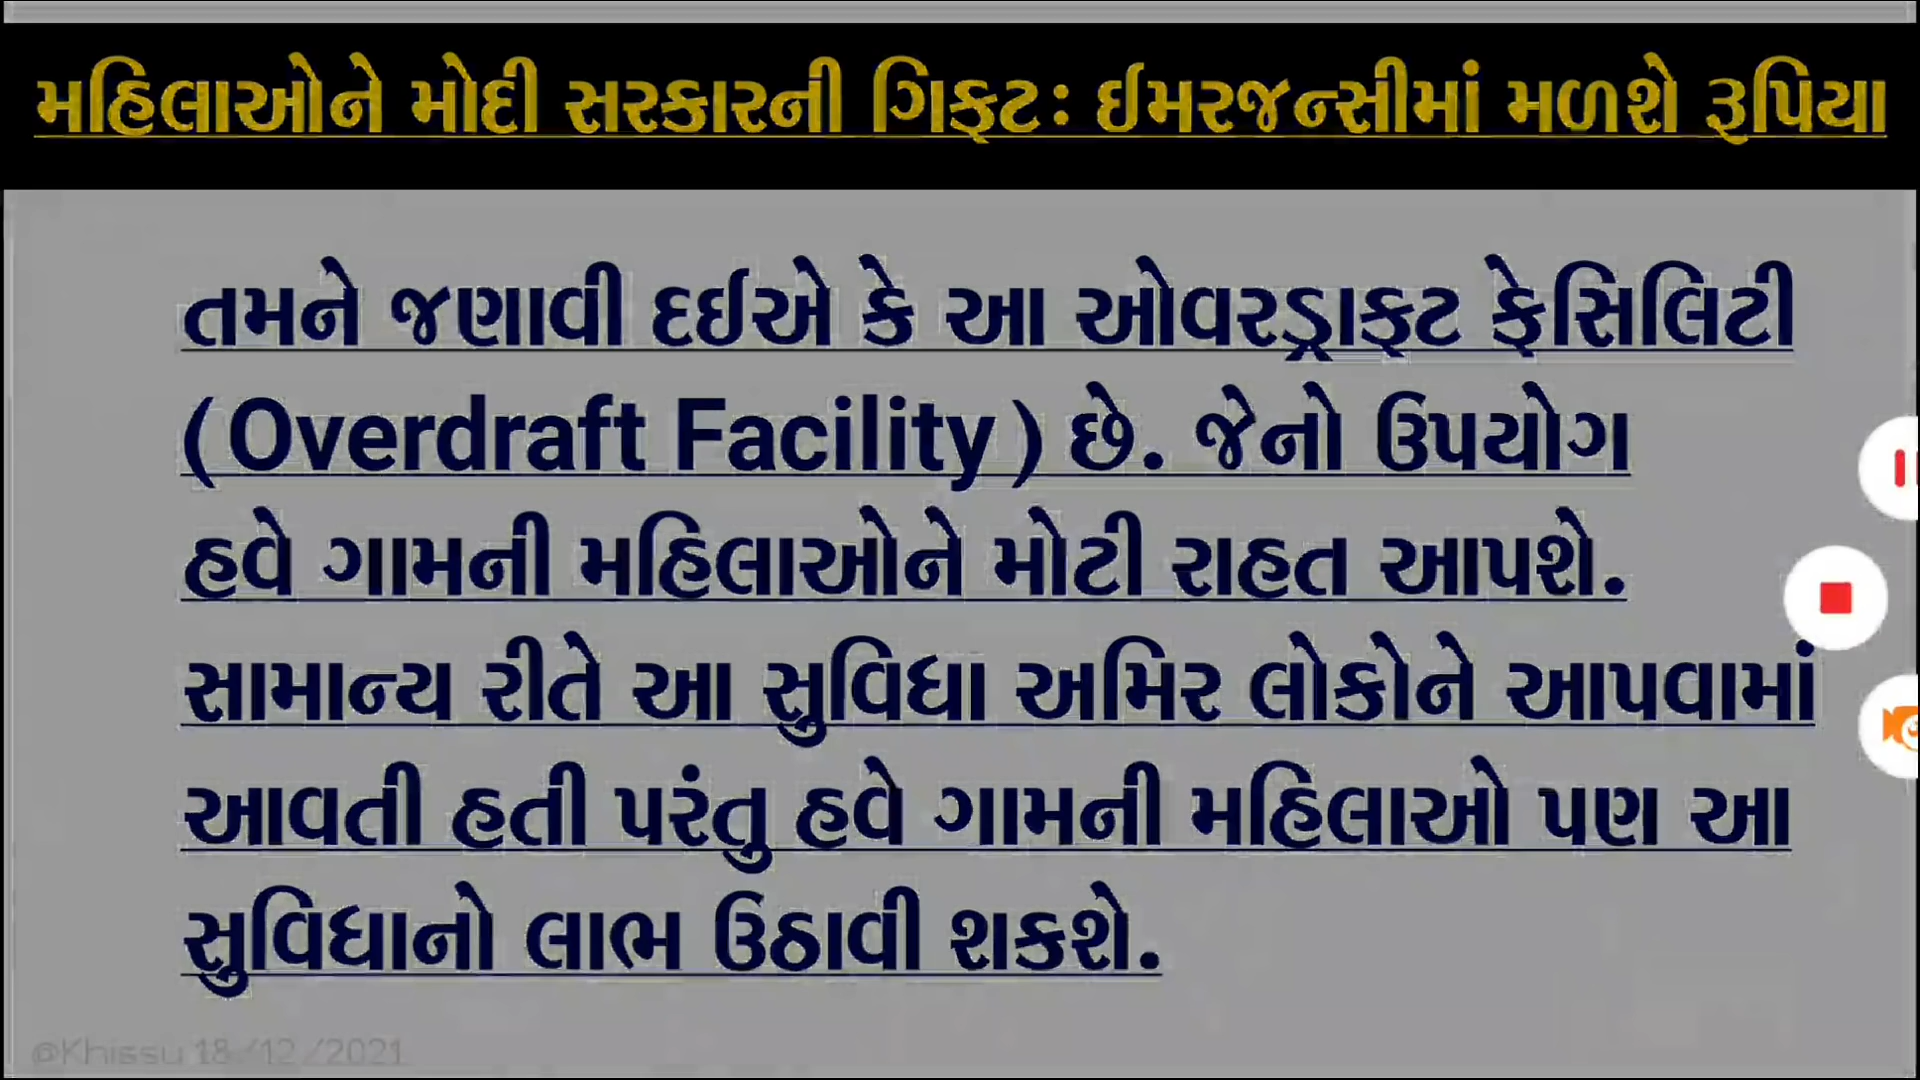 મહિલાઓને મોદી સરકારની ગિફ્ટઃ ઈમરજન્સીમાં મળશે રૂપિયા
તમને જણાવી દઈએ કે આ ઓવરડ્રાફ્ટ ફેસિલિટી
(Overdraft Facility) છે. જેનો ઉપયોગ
હવે ગામની મહિલાઓને મોટી રાહત આપશે.
સામાન્ય રીતે આ સુવિધા અમિર લોકોને આપવામાં
આવતી હતી પરંતુ હવે ગામની મહિલાઓ પણ આ
સુવિધાનો લાભ ઉઠાવી શકશે.
@Khissu 18/12/2021